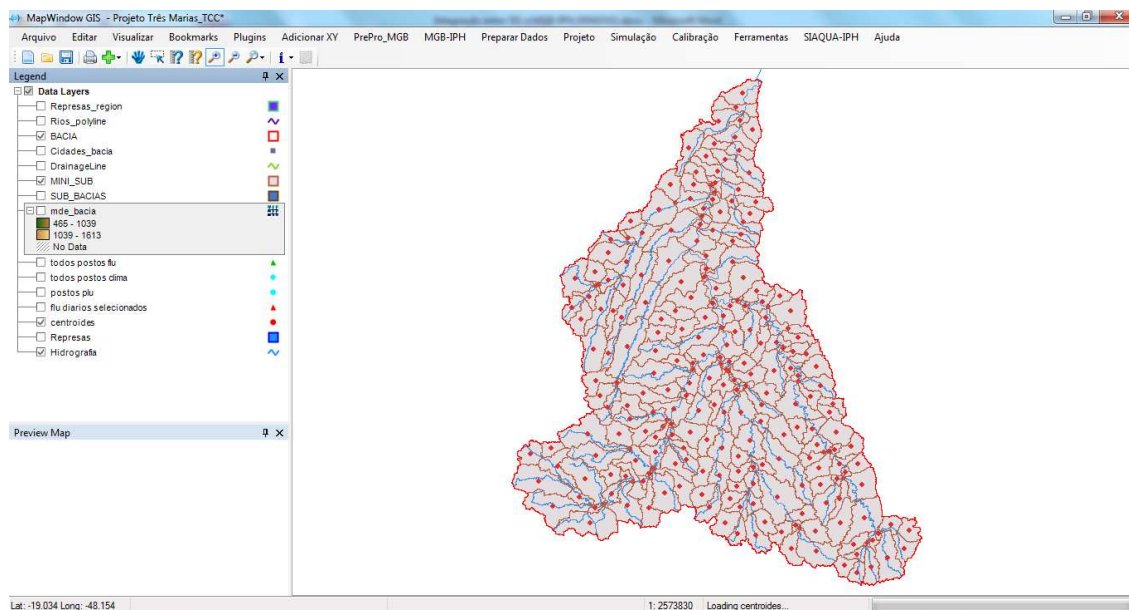 MapWindow GIS - Projeto Três Marias_TCC*
Arquivo Editar Visualizar Bookmarks Plugins Adicionar XY PrePro_MGB MGB-IPH Preparar Dados Projeto Simulação Calibração Ferramentas SIAQUA-IPH Ajuda
Legend
Data Layers
Represas_region
Rios_polyline
BACIA
Cidades_bacia
DrainageLine
MINI_SUB
SUB_BACIAS
mde_bacia
465 - 1039
1039 - 1613
No Data
todos postos flu
todos postos clima
postos plu
flu diarios selecionados
centroides
Represas
Hidrografia
Preview Map
Lat: -19.034 Long: -48.154
1: 2573830 Loading centroides...